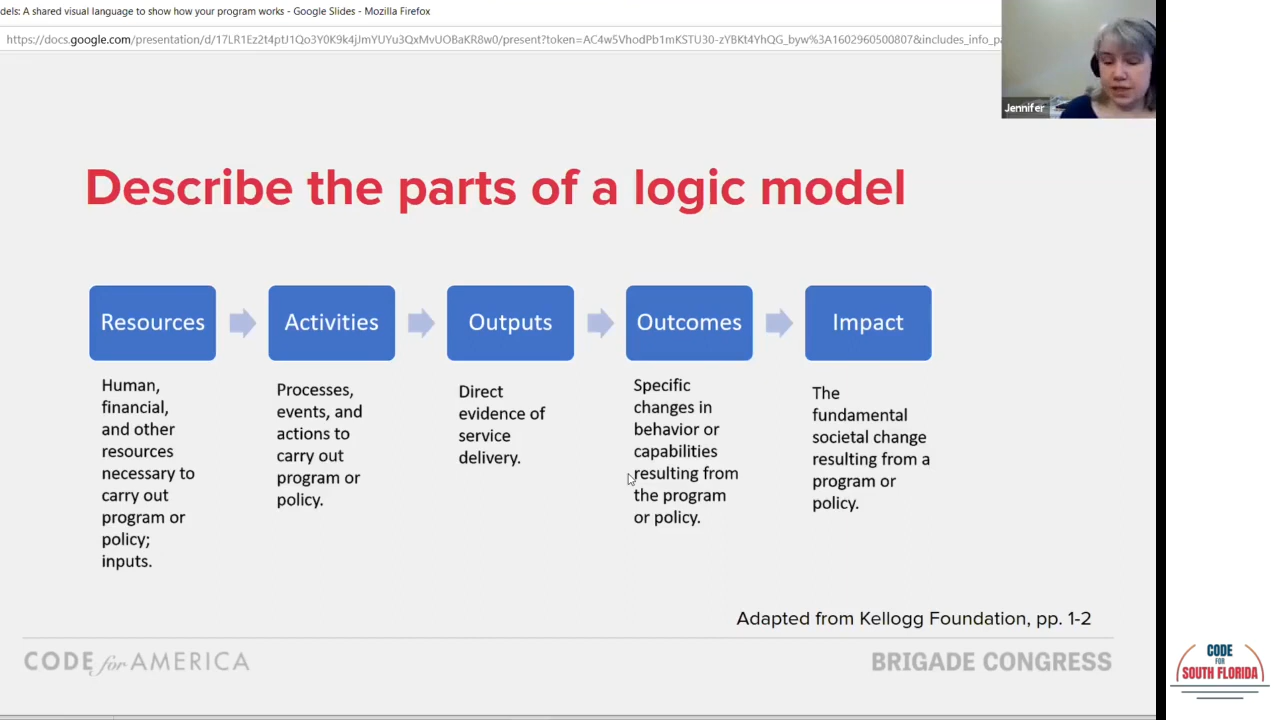 dels: A shared visual language to show how your program works - Google Slides - Mozilla Firefox
https://docs.google.com/presentation/d/17LR1Ez2t4ptJ1Qo3Y0K9k4jJmYUYu3QxMvUOBaKR8w0/present?token=AC4w5VhodPb1mKSTU30-zYBKt4YhQG_byw%3A1602960500807&includes_info_pa
Jennifer
Describe the parts of a logic model
Resources
Human,
financial,
and other
resources
necessary to
carry out
program or
policy;
inputs.
Activities
Processes,
events, and
actions to
carry out
program or
policy.
Outputs
Direct
evidence of
service
delivery.
Outcomes
Specific
changes in
behavior or
capabilities
resulting from
the program
or policy.
Impact
The
fundamental
societal change
resulting from a
program or
policy.
Adapted from Kellogg Foundation, pp. 1-2
CODE for AMERICA
BRIGADE CONGRESS
CODE
FOR
SOUTH FLORIDA